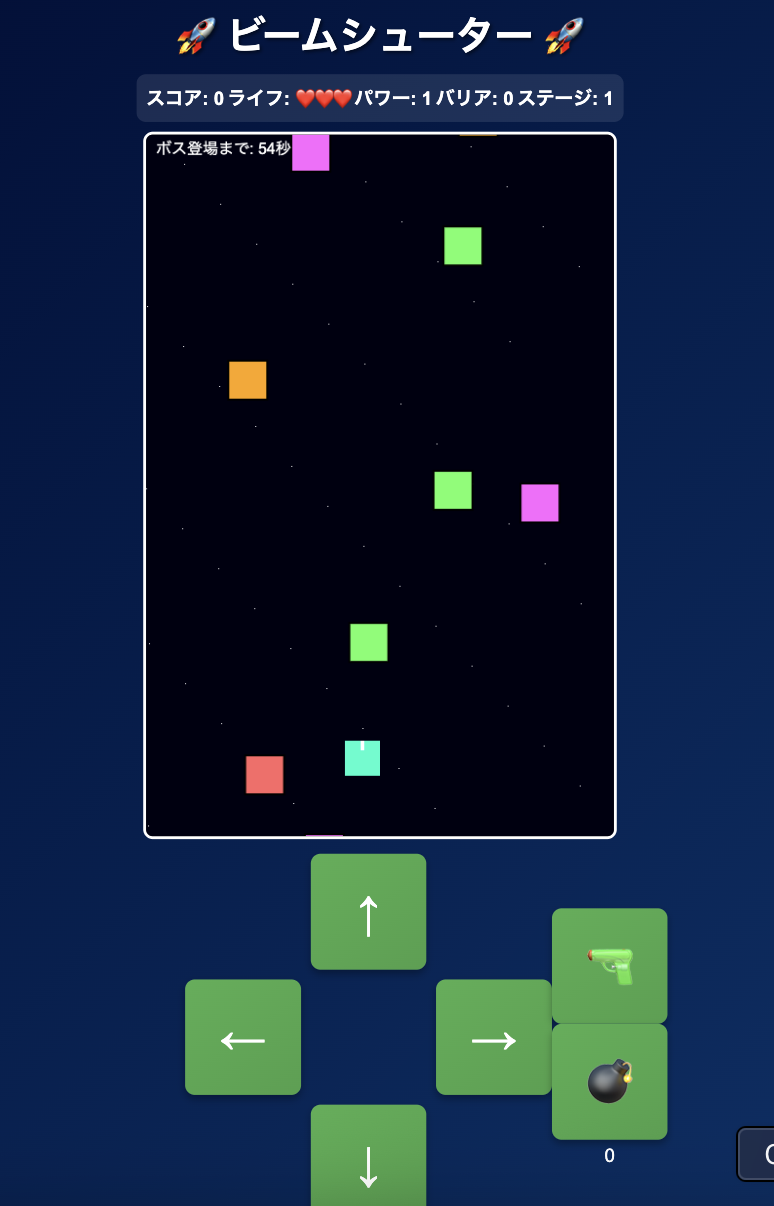 🚀 ビームシューター 🚀
スコア: 0 ライフ: ❤️❤️❤️ パワー: 1 バリア: 0 ステージ: 1
ボス登場まで: 54秒
↑
← →
↓
0